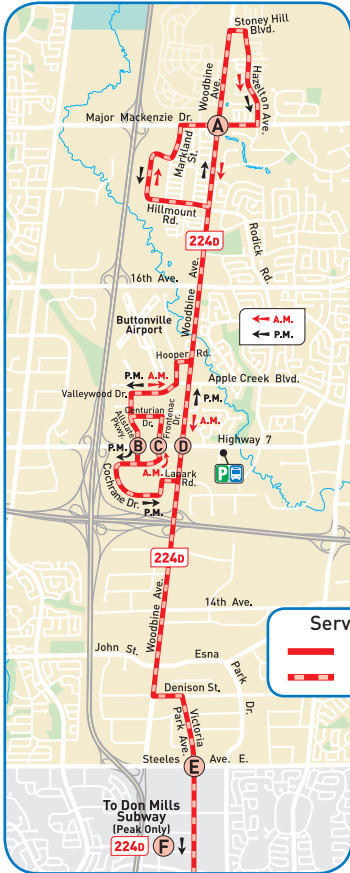 Stoney Hill
Blvd.
Woodbine
Ave.
Hazelton Ave.
Major Mackenzie Dr.
A
Markland
St.
Hillmount
Rd.
224D
Rodick
Rd.
16th Ave.
Woodbine Ave.
Buttonville
Airport
A.M.
P.M.
Hooper Rd.
P.M. A.M.
Apple Creek Blvd.
Valleywood Dr.
P.M.
Centurian
Dr.
Allstate
Pkwy.
Frontenac
Dr.
A.M.
Highway 7
P.M.
B
C
D
P
A.M.
Lapark
Rd.
Cochrane Dr.
P.M.
224D
Woodbine Ave.
14th Ave.
Serv
John St.
Esna
Park
Dr.
Denison St.
Victoria
Park Ave.
Steeles Ave. E.
E
To Don Mills
Subway
(Peak Only)
224D
F